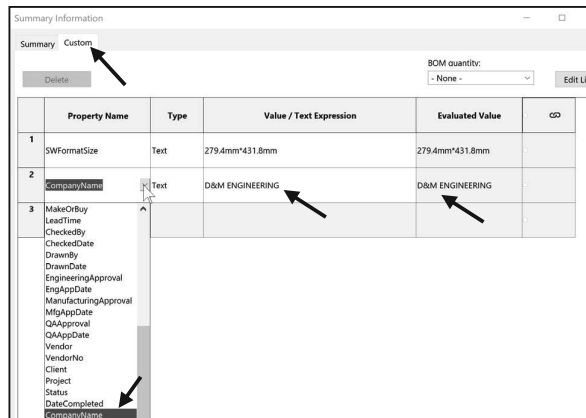 Summary Information
Summary Custom
BOM quantity:
Delete - None - Edit Li
Property Name Type Value / Text Expression Evaluated Value
1 SWFormatSize Text 279.4mm*431.8mm 279.4mm*431.8mm
2 CompanyName Text D&M ENGINEERING D&M ENGINEERING
3 MakeOrBuy
LeadTime
CheckedBy
CheckedDate
DrawnBy
DrawnDate
EngineeringApproval
EngAppDate
ManufacturingApproval
MfgAppDate
QAApproval
QAAppDate
Vendor
VendorNo
Client
Project
Status
DateCompleted
CompanyName